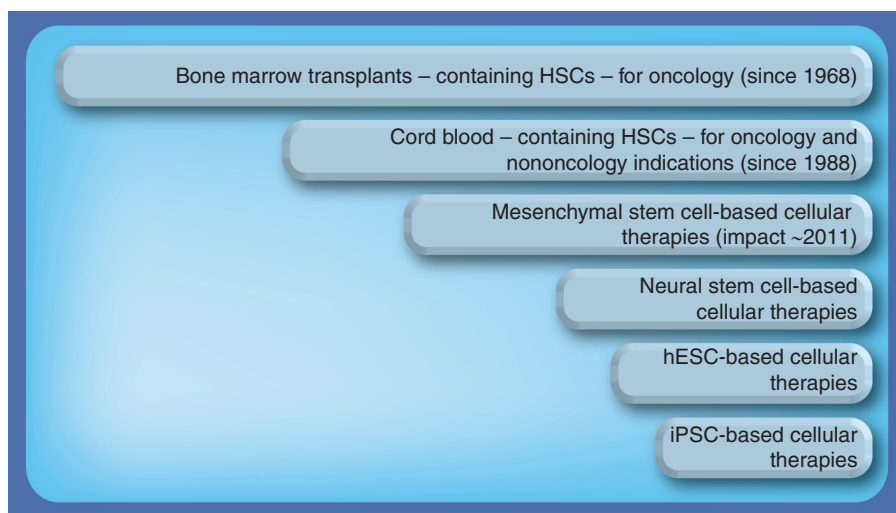 Bone marrow transplants – containing HSCs – for oncology (since 1968)
Cord blood – containing HSCs – for oncology and
nononcology indications (since 1988)
Mesenchymal stem cell-based cellular
therapies (impact ~2011)
Neural stem cell-based
cellular therapies
hESC-based cellular
therapies
iPSC-based cellular
therapies